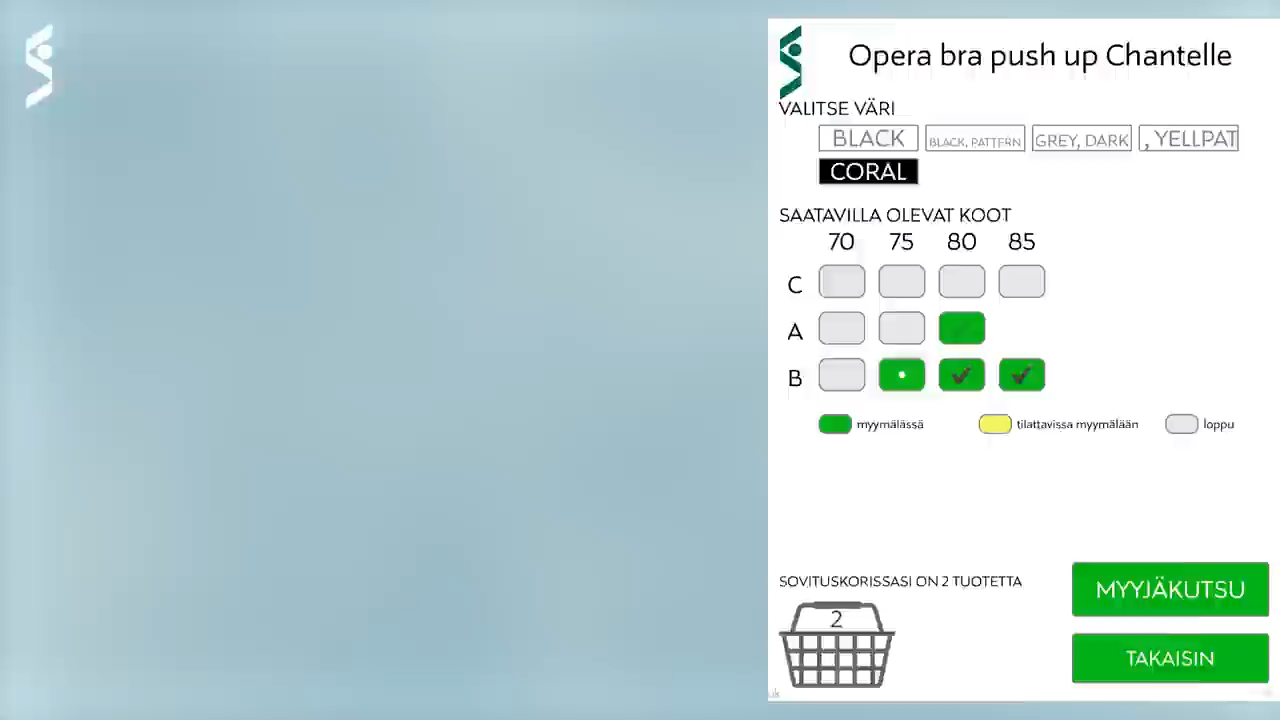 Opera bra push up Chantelle
VALITSE VÄRI
BLACK BLACK, PATTERN GREY, DARK , YELLPAT
CORAL
SAATAVILLA OLEVAT KOOT
70 75 80 85
C
A
B
myymälässä tilattavissa myymälään loppu
SOVITUSKORISSASI ON 2 TUOTETTA
MYYJÄKUTSU
2
TAKAISIN